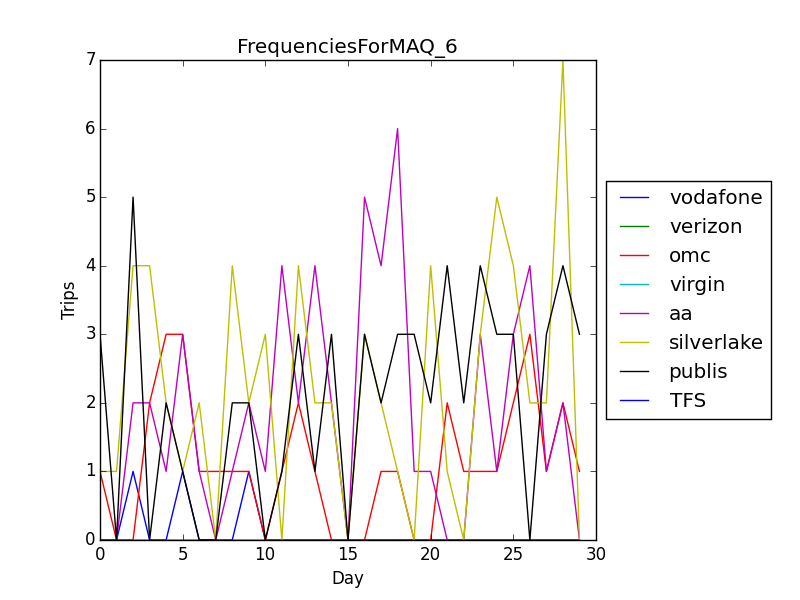 FrequenciesForMAQ_6
7
6
5
4
3
2
1
0
Trips
0 5 10 15 20 25 30
Day
vodafone
verizon
omc
virgin
aa
silverlake
publis
TFS